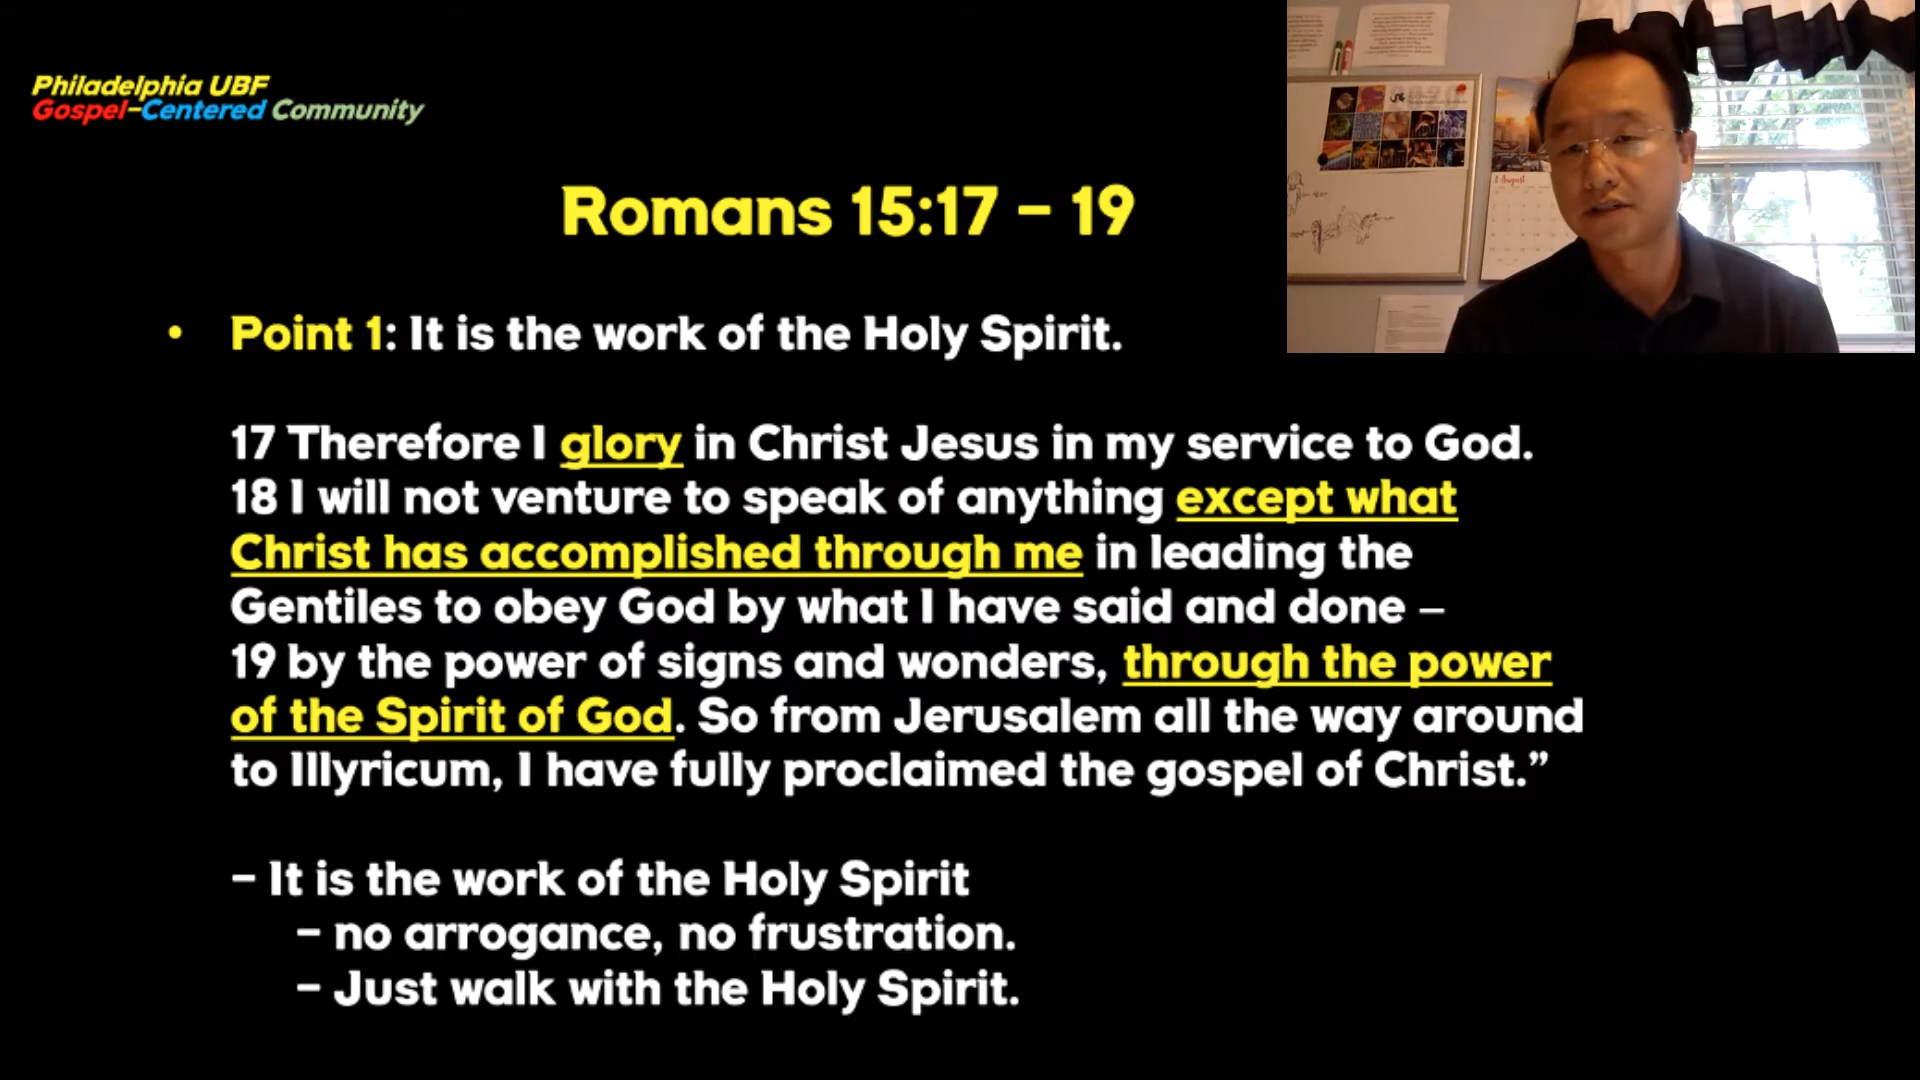 Philadelphia UBF
Gospel-Centered Community
Romans 15:17 – 19
• Point 1: It is the work of the Holy Spirit.
17 Therefore I glory in Christ Jesus in my service to God.
18 I will not venture to speak of anything except what
Christ has accomplished through me in leading the
Gentiles to obey God by what I have said and done –
19 by the power of signs and wonders, through the power
of the Spirit of God. So from Jerusalem all the way around
to Illyricum, I have fully proclaimed the gospel of Christ.”
– It is the work of the Holy Spirit
– no arrogance, no frustration.
– Just walk with the Holy Spirit.
August